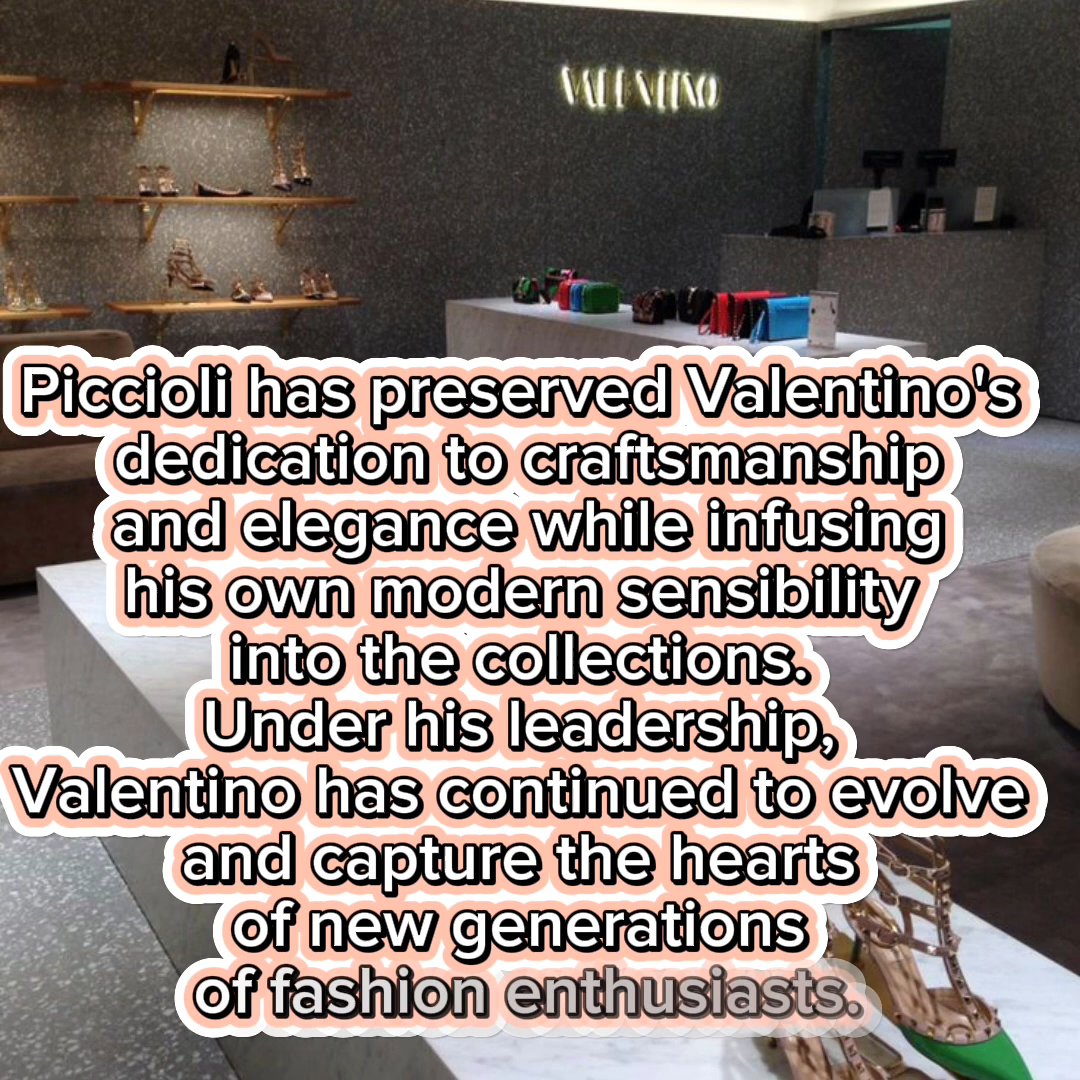 VALENTINO
Piccioli has preserved Valentino's
dedication to craftsmanship
and elegance while infusing
his own modern sensibility
into the collections.
Under his leadership,
Valentino has continued to evolve
and capture the hearts
of new generations
of fashion enthusiasts.